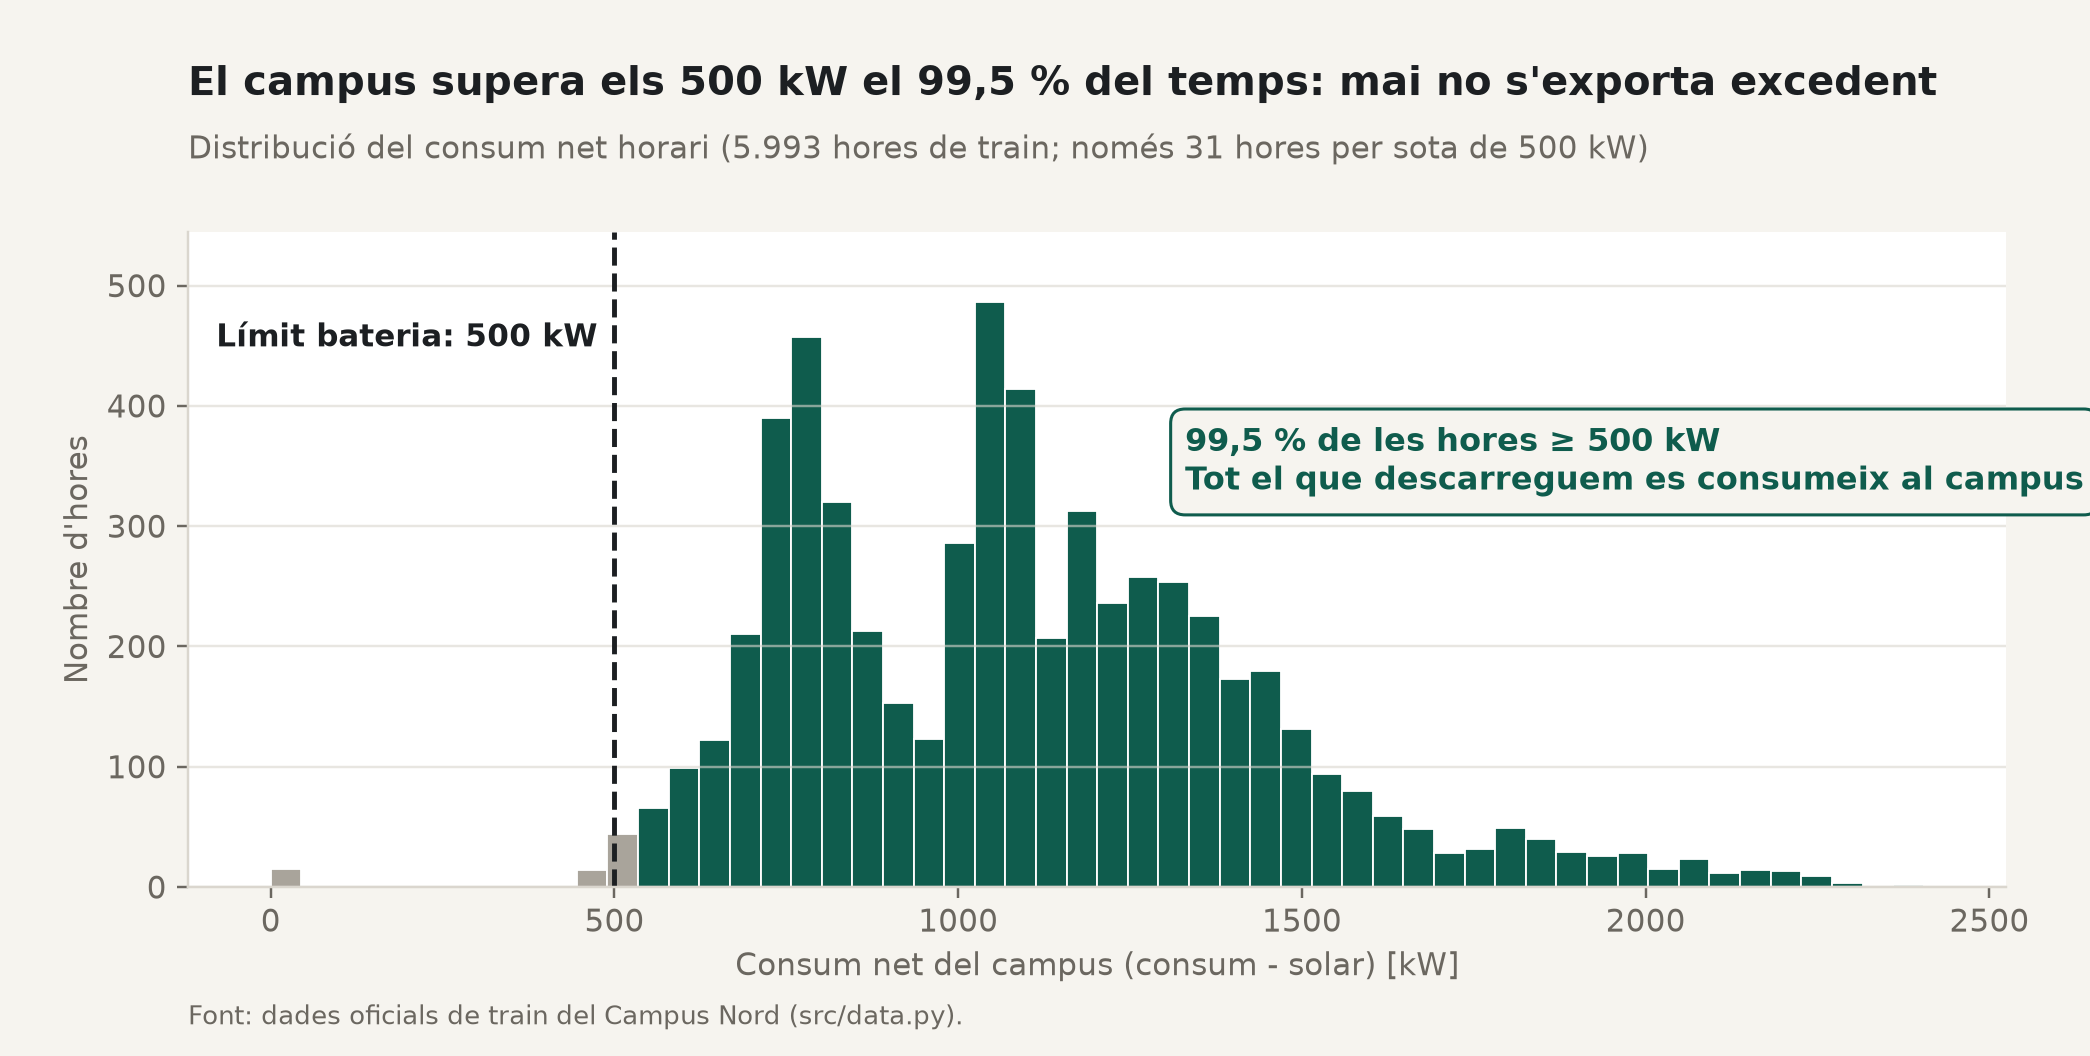 El campus supera els 500 kW el 99,5 % del temps: mai no s'exporta excedent
Distribució del consum net horari (5.993 hores de train; només 31 hores per sota de 500 kW)
Nombre d'hores
500
400
300
200
100
0
Límit bateria: 500 kW
99,5 % de les hores ≥ 500 kW
Tot el que descarreguem es consumeix al campus
0 500 1000 1500 2000 2500
Consum net del campus (consum - solar) [kW]
Font: dades oficials de train del Campus Nord (src/data.py).